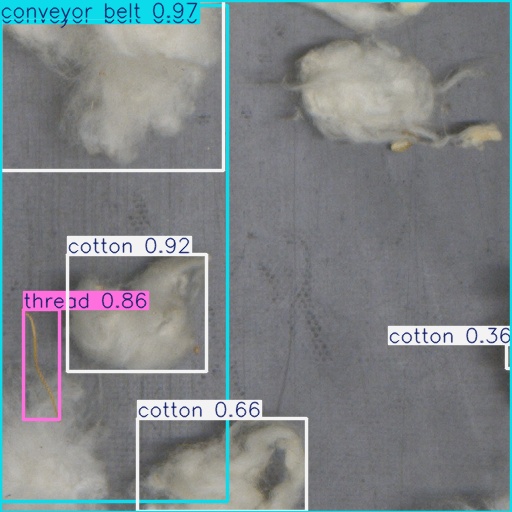 conveyor belt 0.97
cotton 0.92
thread 0.86
cotton 0.36
cotton 0.66